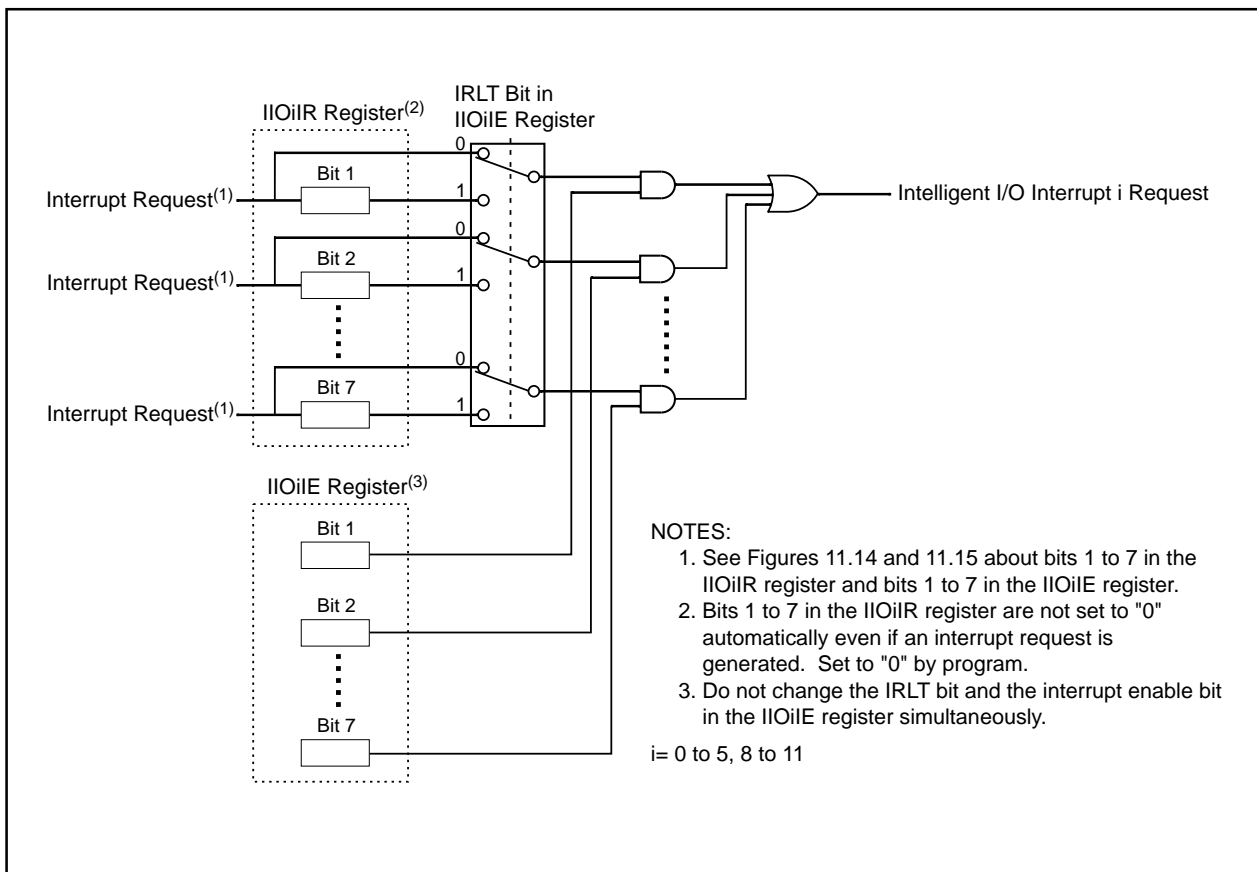 IRLT Bit in
IIOiIE Register
IIOiIR Register(2)
0
Bit 1
Interrupt Request(1)
1
Intelligent I/O Interrupt i Request
0
Bit 2
Interrupt Request(1)
1
0
Bit 7
Interrupt Request(1)
1
IIOiIE Register(3)
Bit 1
Bit 2
Bit 7
NOTES:
1. See Figures 11.14 and 11.15 about bits 1 to 7 in the
IIOiIR register and bits 1 to 7 in the IIOiIE register.
2. Bits 1 to 7 in the IIOiIR register are not set to "0"
automatically even if an interrupt request is
generated. Set to "0" by program.
3. Do not change the IRLT bit and the interrupt enable bit
in the IIOiIE register simultaneously.
i= 0 to 5, 8 to 11